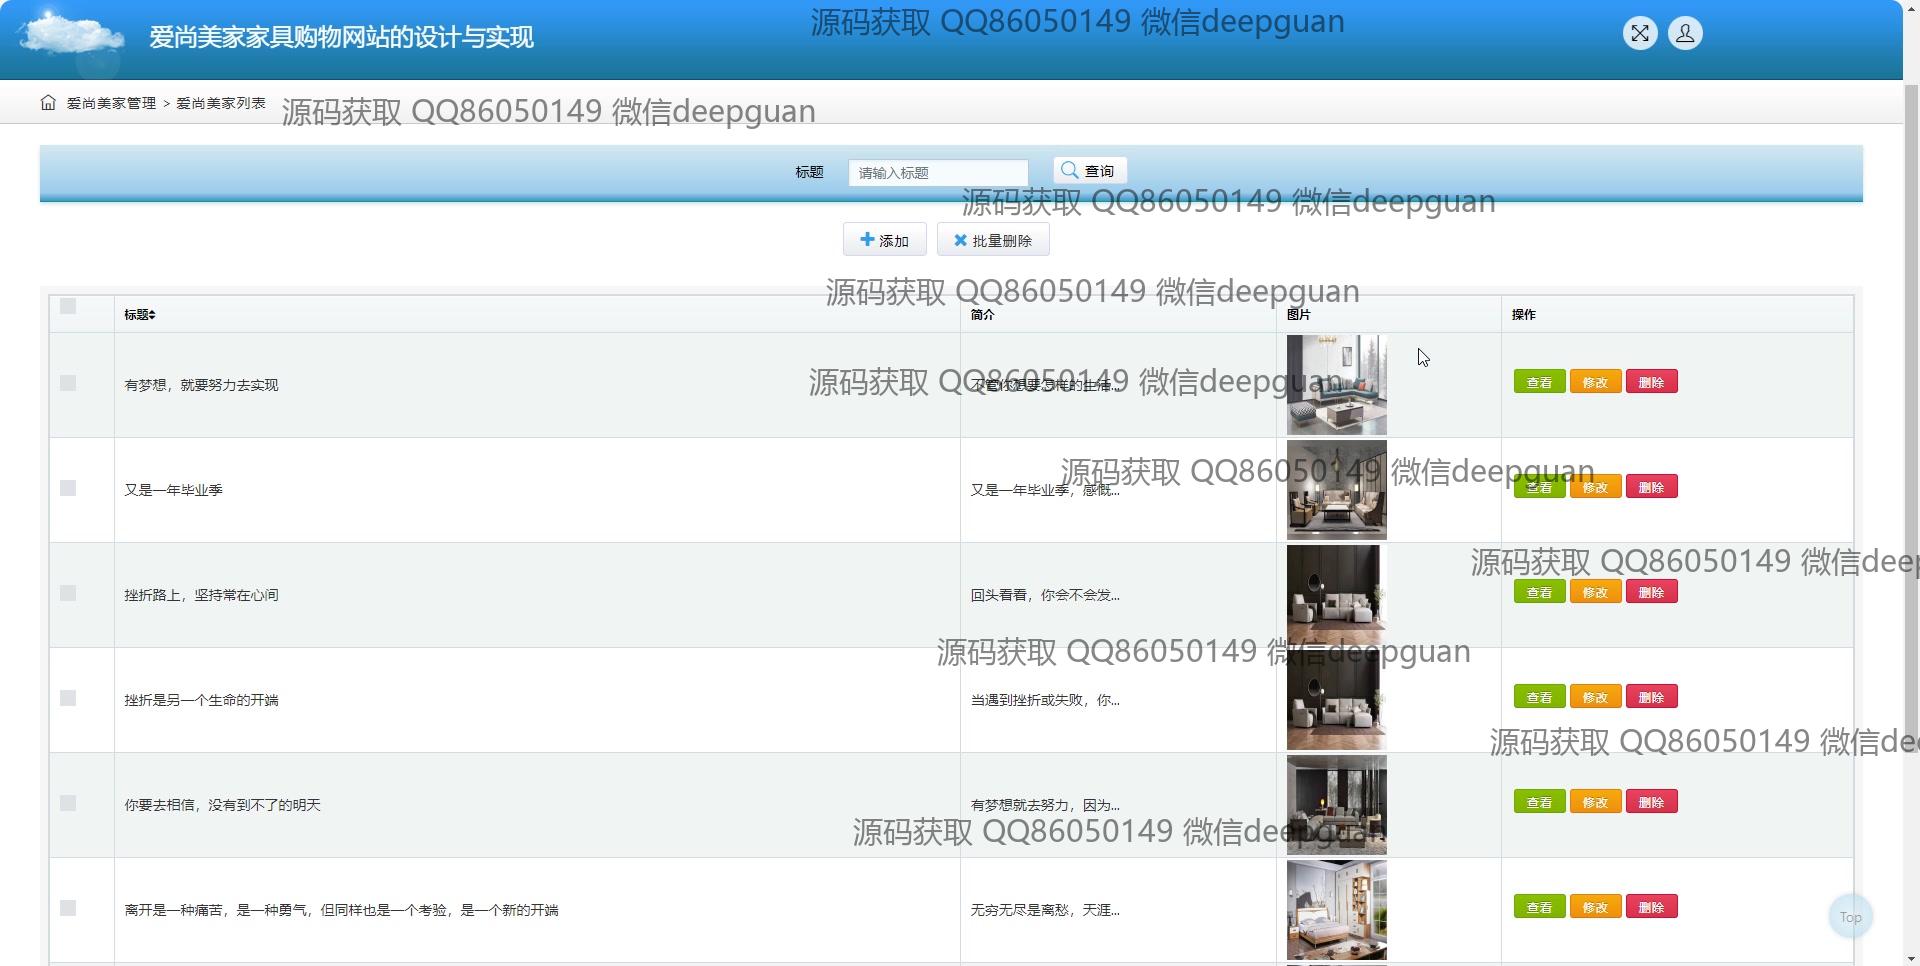 爱尚美家家具购物网站的设计与实现
源码获取 QQ86050149 微信deepguan
爱尚美家管理 > 爱尚美家列表
源码获取 QQ86050149 微信deepguan
标题 请输入标题 查询
源码获取 QQ86050149 微信deepguan
添加 批量删除
源码获取 QQ86050149 微信deepguan
标题 简介 图片 操作
源码获取 QQ86050149 微信deepguan
有梦想，就要努力去实现 不管你想要怎样的生活... 查看 修改 删除
源码获取 QQ86050149 微信deepguan
又是一年毕业季 又是一年毕业季，感慨... 查看 修改 删除
源码获取 QQ86050149 微信deep
挫折路上，坚持常在心间 回头看看，你会不会发... 查看 修改 删除
源码获取 QQ86050149 微信deepguan
挫折是另一个生命的开端 当遇到挫折或失败，你... 查看 修改 删除
源码获取 QQ86050149 微信de
你要去相信，没有到不了的明天 有梦想就去努力，因为... 查看 修改 删除
源码获取 QQ86050149 微信deepguan
离开是一种痛苦，是一种勇气，但同样也是一个考验，是一个新的开端 无穷无尽是离愁，天涯... 查看 修改 删除
Top